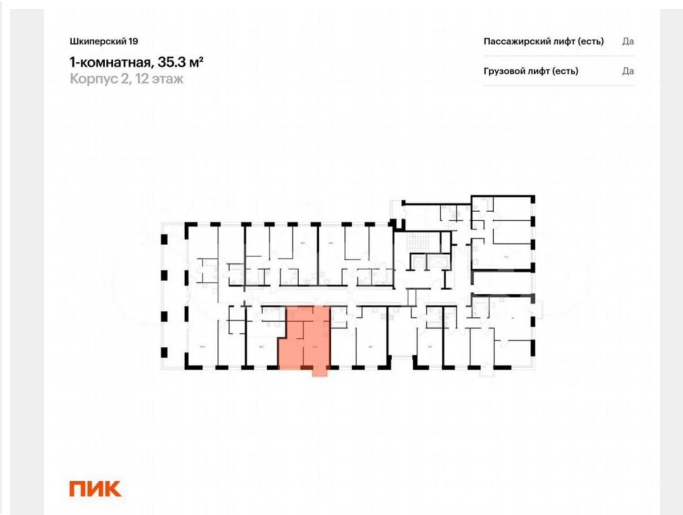 Шкиперский 19
1-комнатная, 35.3 м²
Корпус 2, 12 этаж
Пассажирский лифт (есть) Да
Грузовой лифт (есть) Да
ПИК